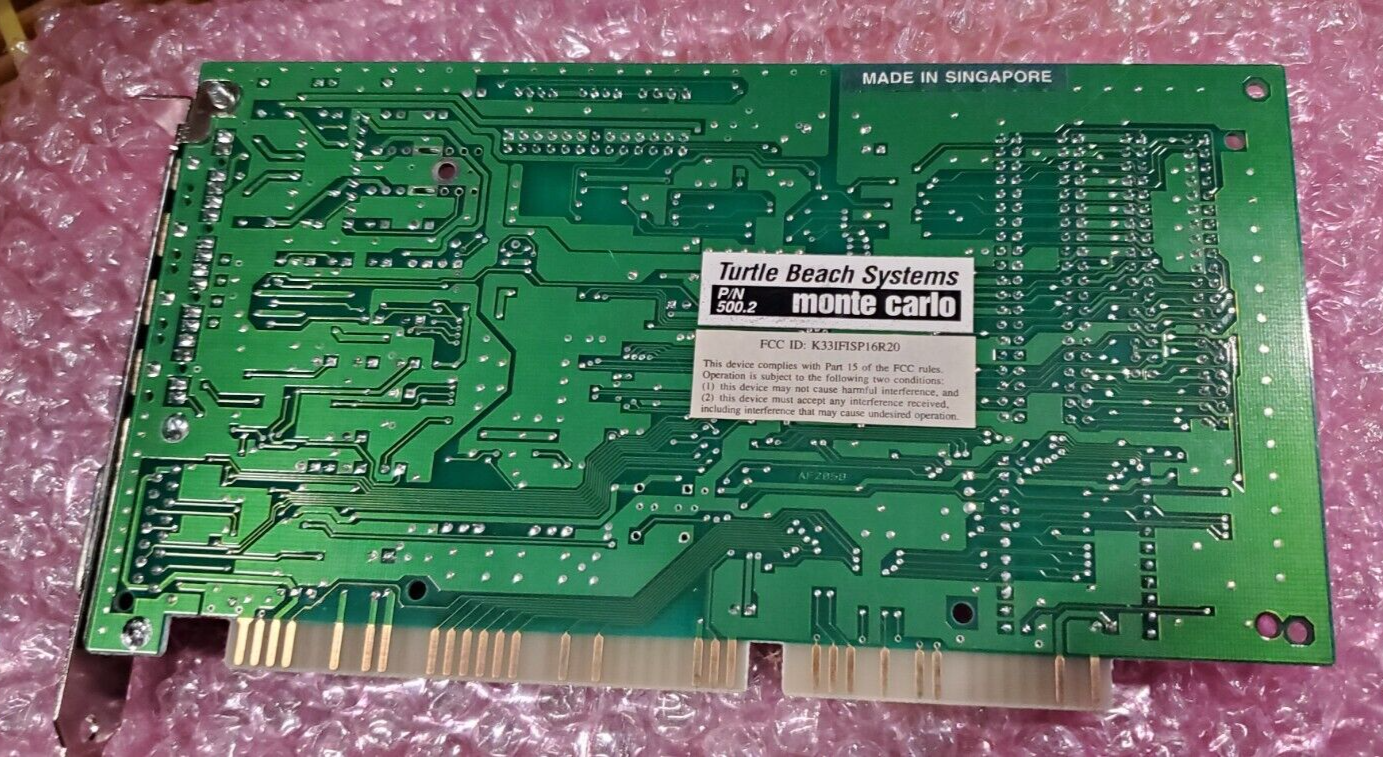 MADE IN SINGAPORE
Turtle Beach Systems
P/N
500.2 monte carlo
FCC ID: K33IFISP16R20
This device complies with Part 15 of the FCC rules.
Operation is subject to the following two conditions:
(1) this device may not cause harmful interference, and
(2) this device must accept any interference received,
including interference that may cause undesired operation.